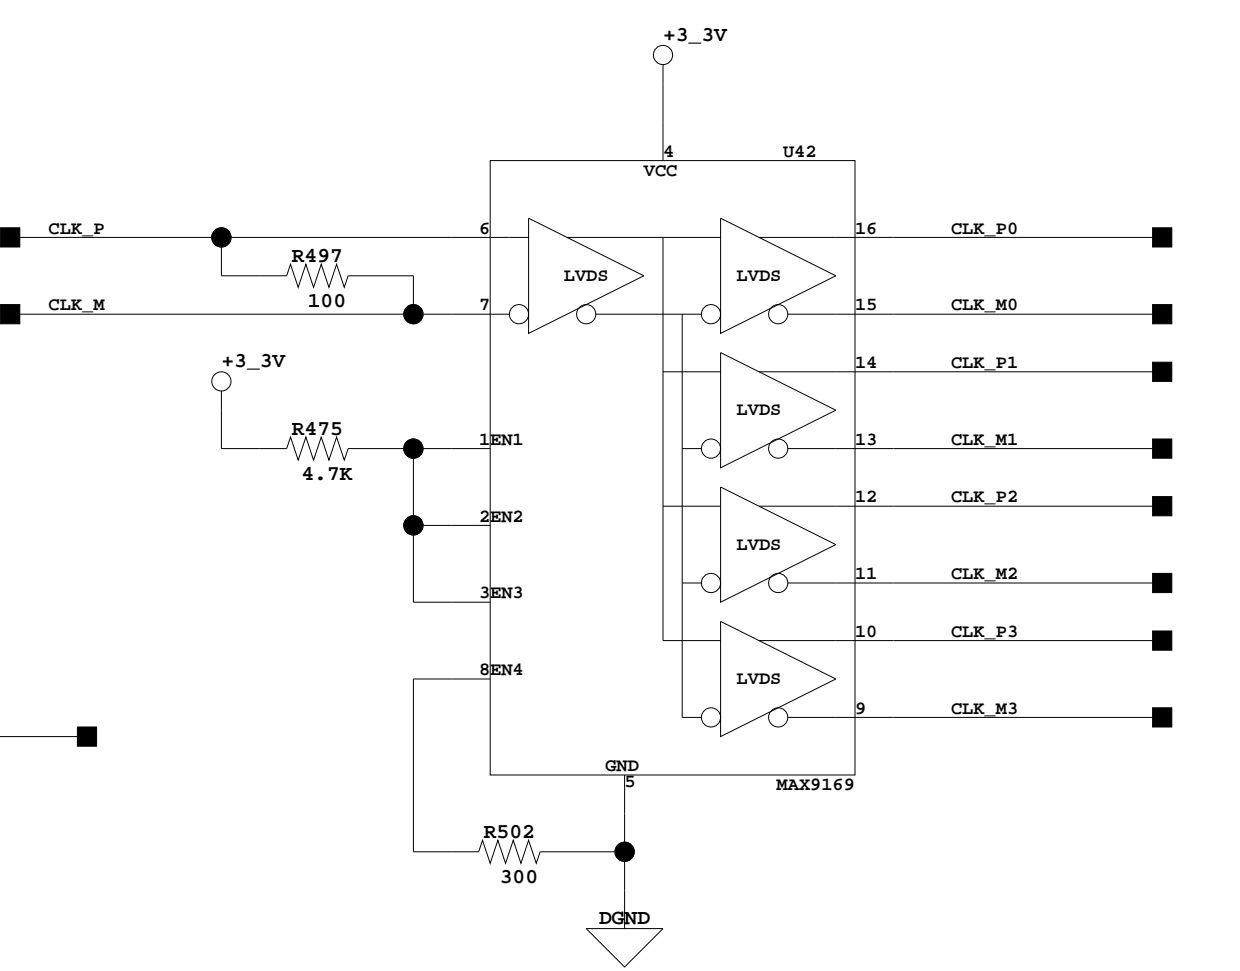 +3_3V
4
U42
VCC
CLK_P
6
16
CLK_P0
R497
LVDS
LVDS
100
CLK_M
7
15
CLK_M0
+3_3V
14
CLK_P1
LVDS
R475
1EN1
13
CLK_M1
4.7K
12
CLK_P2
2EN2
LVDS
11
CLK_M2
3EN3
10
CLK_P3
8EN4
LVDS
9
CLK_M3
GND
5
MAX9169
R502
300
DGND